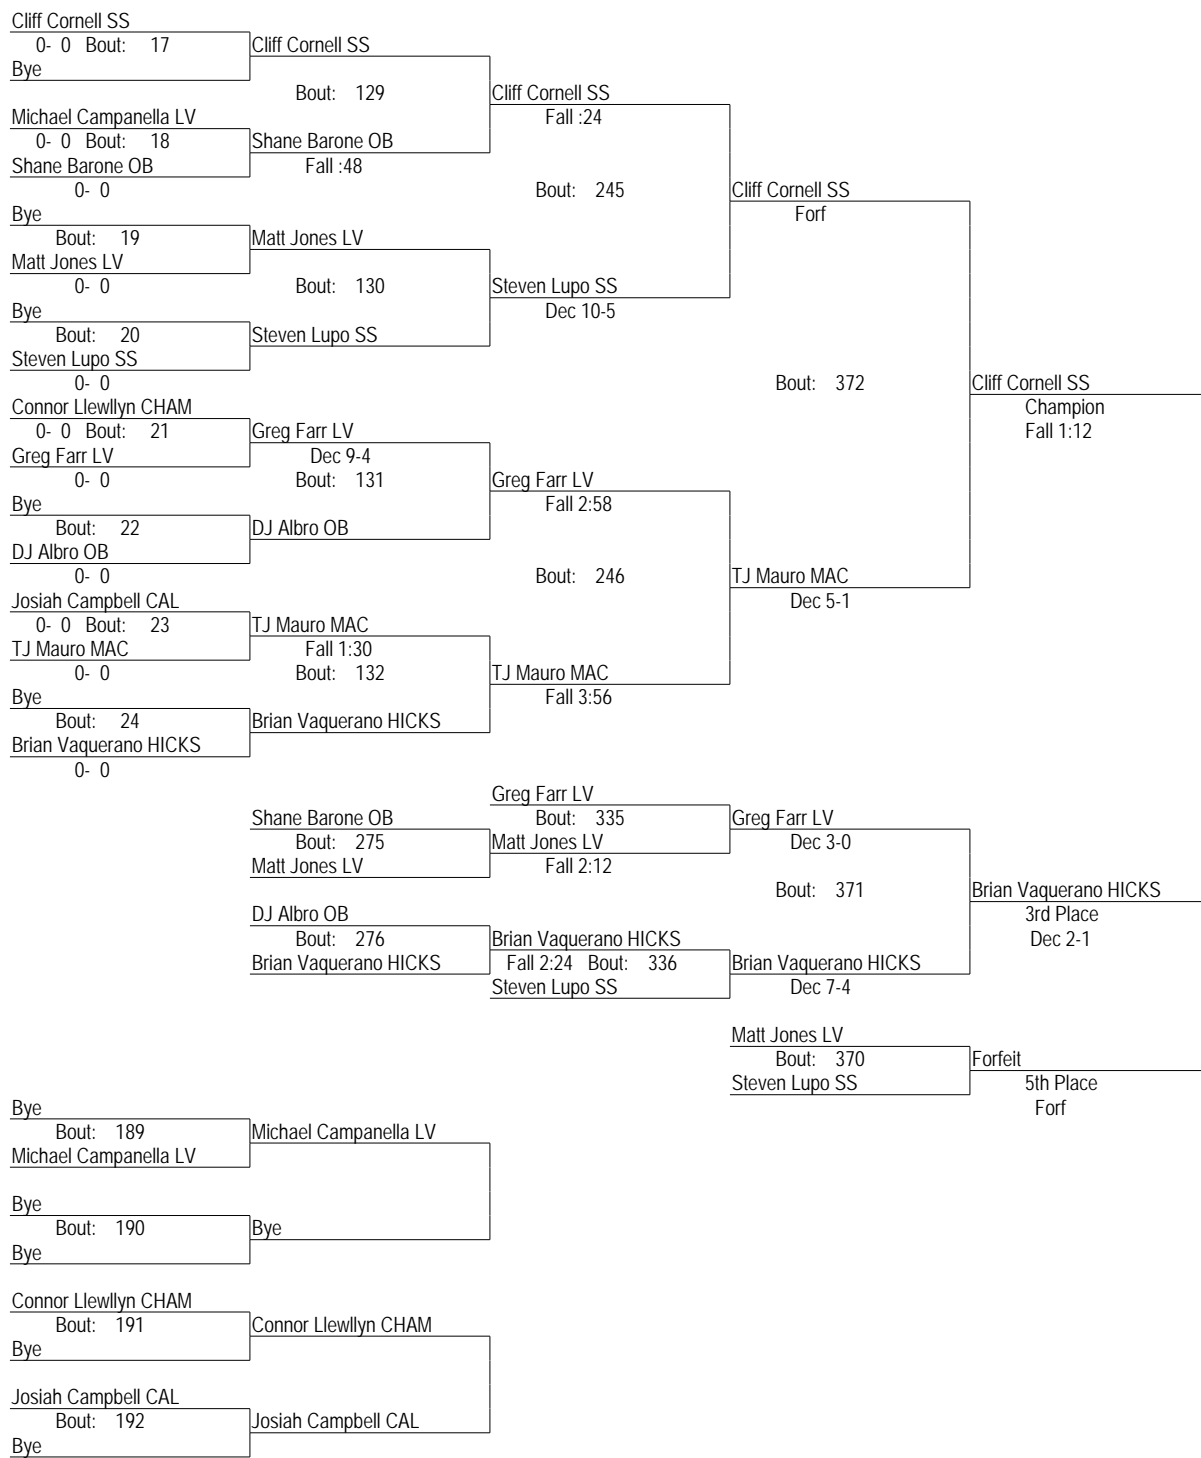 Cliff Cornell SS
0- 0 Bout: 17 Cliff Cornell SS
Bye
Bout: 129 Cliff Cornell SS
Michael Campanella LV Fall :24
0- 0 Bout: 18 Shane Barone OB
Shane Barone OB Fall :48
0- 0 Bout: 245 Cliff Cornell SS
Bye Forf
Bout: 19 Matt Jones LV
Matt Jones LV
0- 0 Bout: 130 Steven Lupo SS
Bye Dec 10-5
Bout: 20 Steven Lupo SS
Steven Lupo SS
0- 0 Bout: 372 Cliff Cornell SS
Connor Llewllyn CHAM Champion
0- 0 Bout: 21 Greg Farr LV Fall 1:12
Greg Farr LV Dec 9-4
0- 0 Bout: 131 Greg Farr LV
Bye Fall 2:58
Bout: 22 DJ Albro OB
DJ Albro OB
0- 0 Bout: 246 TJ Mauro MAC
Josiah Campbell CAL Dec 5-1
0- 0 Bout: 23 TJ Mauro MAC
TJ Mauro MAC Fall 1:30
0- 0 Bout: 132 TJ Mauro MAC
Bye Fall 3:56
Bout: 24 Brian Vaquerano HICKS
Brian Vaquerano HICKS
0- 0
Greg Farr LV
Shane Barone OB Bout: 335 Greg Farr LV
Bout: 275 Matt Jones LV Dec 3-0
Matt Jones LV Fall 2:12
Bout: 371 Brian Vaquerano HICKS
DJ Albro OB 3rd Place
Bout: 276 Brian Vaquerano HICKS Dec 2-1
Brian Vaquerano HICKS Fall 2:24 Bout: 336 Brian Vaquerano HICKS
Steven Lupo SS Dec 7-4
Matt Jones LV
Bout: 370 Forfeit
Steven Lupo SS 5th Place
Bye Forf
Bout: 189 Michael Campanella LV
Michael Campanella LV
Bye
Bout: 190 Bye
Bye
Connor Llewllyn CHAM
Bout: 191 Connor Llewllyn CHAM
Bye
Josiah Campbell CAL
Bout: 192 Josiah Campbell CAL
Bye